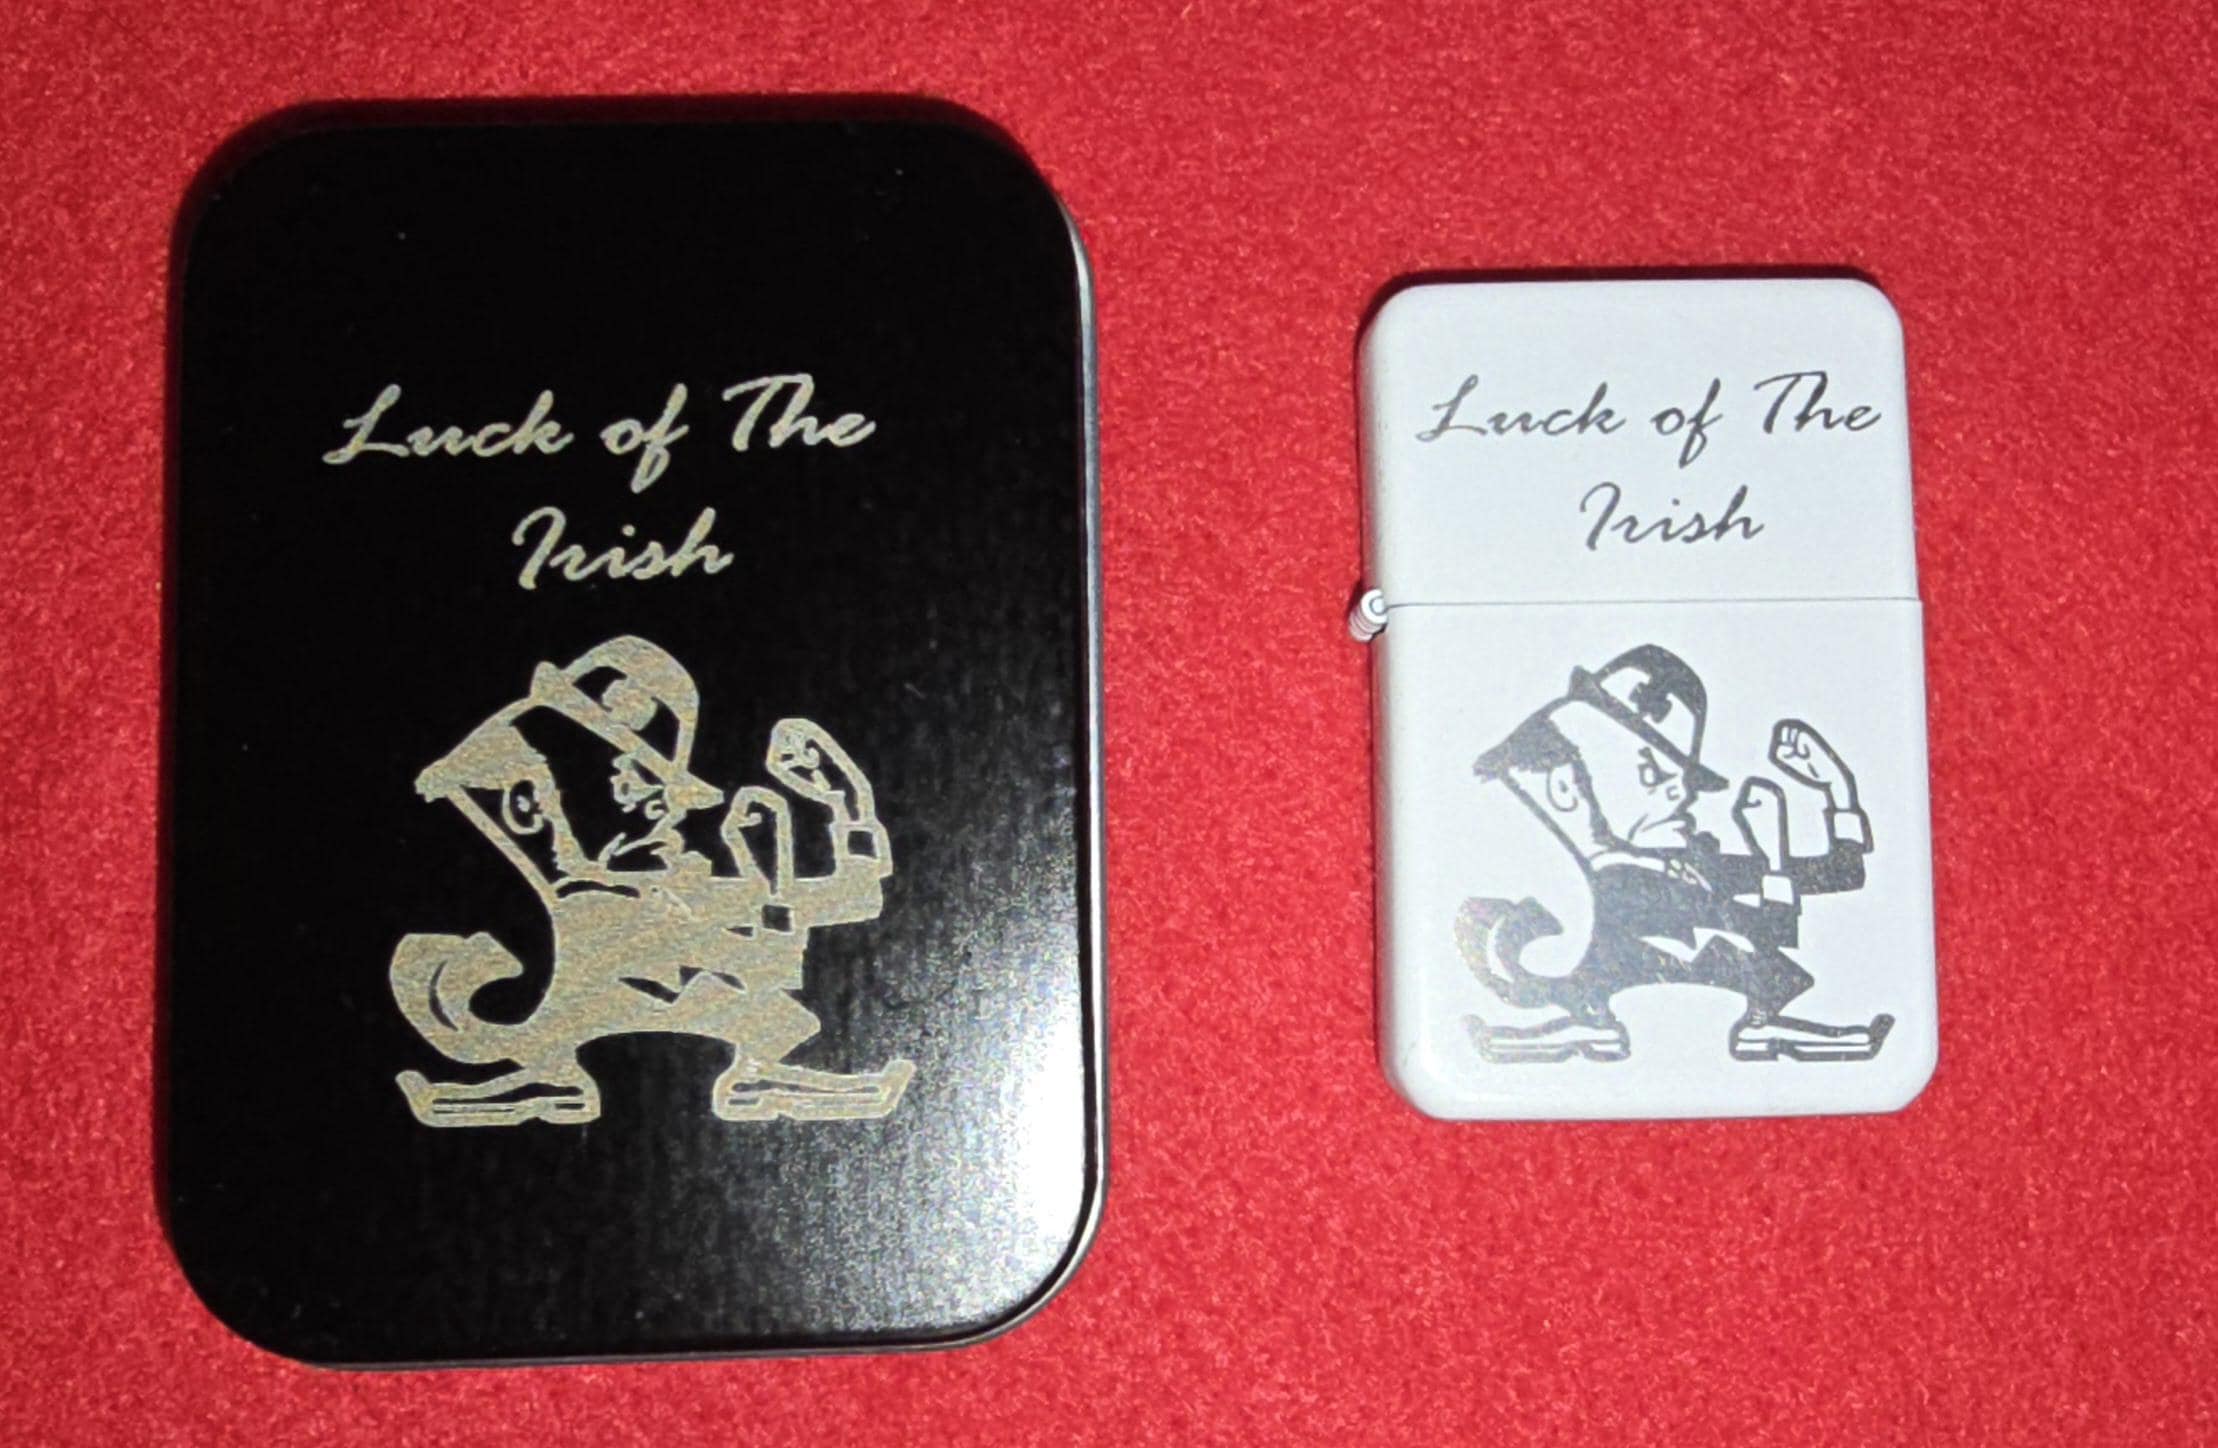 Luck of The
Irish
Luck of The
Irish